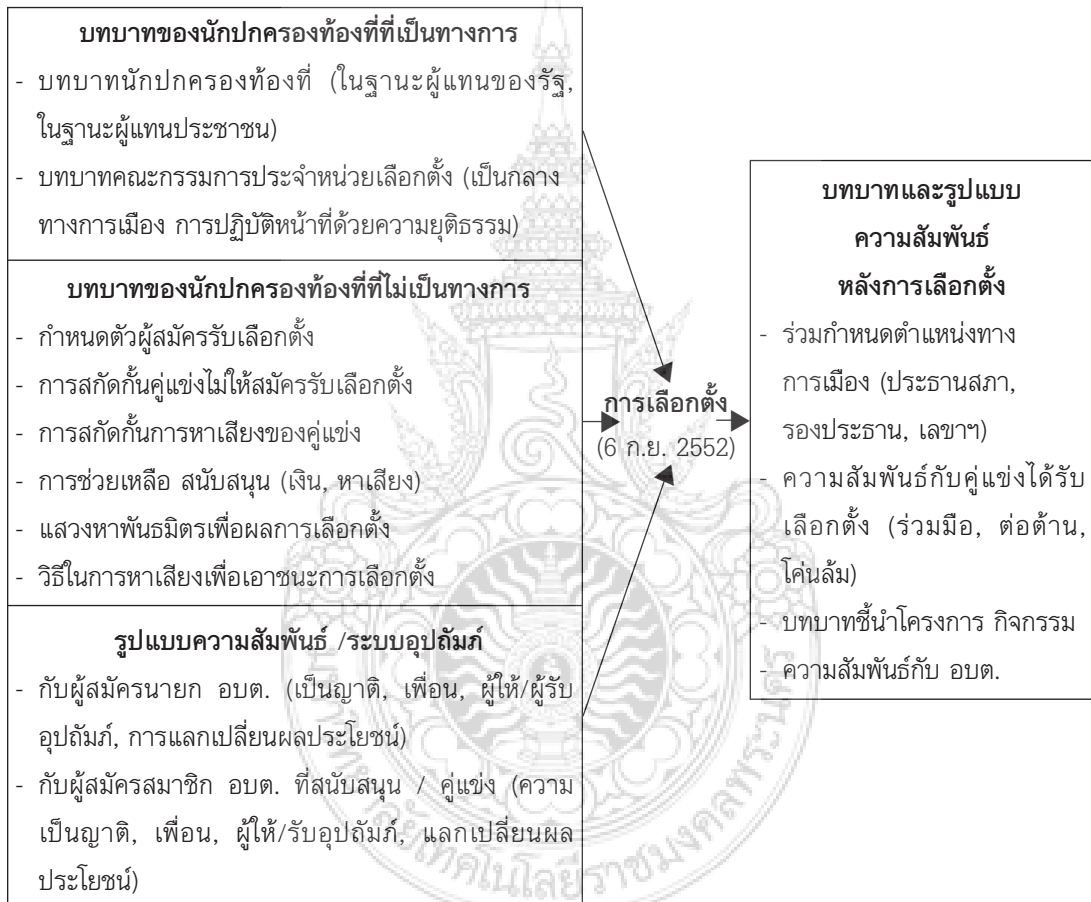 บทบาทของนักปกครองท้องที่ที่เป็นทางการ
- บทบาทนักปกครองท้องที่ (ในฐานะผู้แทนของรัฐ,
ในฐานะผู้แทนประชาชน)
- บทบาทคณะกรรมการประจำหน่วยเลือกตั้ง (เป็นกลาง
ทางการเมือง การปฏิบัติหน้าที่ด้วยความยุติธรรม)
บทบาทของนักปกครองท้องที่ที่ไม่เป็นทางการ
- กำหนดตัวผู้สมัครรับเลือกตั้ง
- การสกัดกั้นคู่แข่งไม่ให้สมัครรับเลือกตั้ง
- การสกัดกั้นการหาเสียงของคู่แข่ง
- การช่วยเหลือ สนับสนุน (เงิน, หาเสียง)
- แสวงหาพันธมิตรเพื่อผลการเลือกตั้ง
- วิธีในการหาเสียงเพื่อเอาชนะการเลือกตั้ง
รูปแบบความสัมพันธ์ /ระบบอุปถัมภ์
- กับผู้สมัครนายก อบต. (เป็นญาติ, เพื่อน, ผู้ให้/ผู้รับ
อุปถัมภ์, การแลกเปลี่ยนผลประโยชน์)
- กับผู้สมัครสมาชิก อบต. ที่สนับสนุน / คู่แข่ง (ความ
เป็นญาติ, เพื่อน, ผู้ให้/รับอุปถัมภ์, แลกเปลี่ยนผล
ประโยชน์)
การเลือกตั้ง
(6 ก.ย. 2552)
บทบาทและรูปแบบ
ความสัมพันธ์
หลังการเลือกตั้ง
- ร่วมกำหนดตำแหน่งทาง
การเมือง (ประธานสภา,
รองประธาน, เลขาฯ)
- ความสัมพันธ์กับคู่แข่งได้รับ
เลือกตั้ง (ร่วมมือ, ต่อต้าน,
โค่นล้ม)
- บทบาทชี้นำโครงการ กิจกรรม
- ความสัมพันธ์กับ อบต.